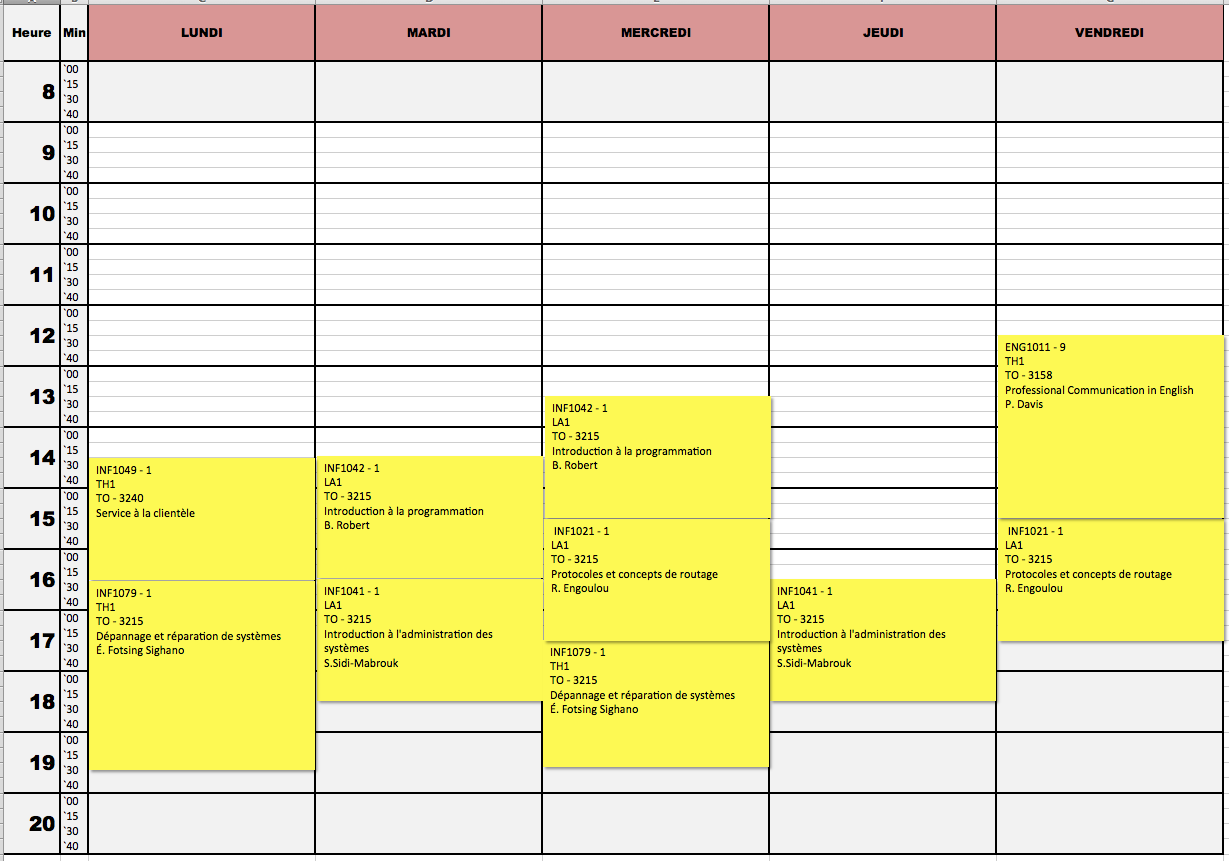 Heure Min LUNDI MARDI MERCREDI JEUDI VENDREDI
8
`00
`15
`30
`40
9
`00
`15
`30
`40
10
`00
`15
`30
`40
11
`00
`15
`30
`40
12
`00
`15
`30
`40
13
`00
`15
`30
`40
14
`00
`15
`30
`40
15
`00
`15
`30
`40
16
`00
`15
`30
`40
17
`00
`15
`30
`40
18
`00
`15
`30
`40
19
`00
`15
`30
`40
20
`00
`15
`30
`40
INF1049 - 1
TH1
TO - 3240
Service à la clientèle
INF1079 - 1
TH1
TO - 3215
Dépannage et réparation de systèmes
É. Fotsing Sighano
INF1042 - 1
LA1
TO - 3215
Introduction à la programmation
B. Robert
INF1041 - 1
LA1
TO - 3215
Introduction à l'administration des
systèmes
S.Sidi-Mabrouk
INF1042 - 1
LA1
TO - 3215
Introduction à la programmation
B. Robert
INF1021 - 1
LA1
TO - 3215
Protocoles et concepts de routage
R. Engoulou
INF1079 - 1
TH1
TO - 3215
Dépannage et réparation de systèmes
É. Fotsing Sighano
INF1041 - 1
LA1
TO - 3215
Introduction à l'administration des
systèmes
S.Sidi-Mabrouk
ENG1011 - 9
TH1
TO - 3158
Professional Communication in English
P. Davis
INF1021 - 1
LA1
TO - 3215
Protocoles et concepts de routage
R. Engoulou